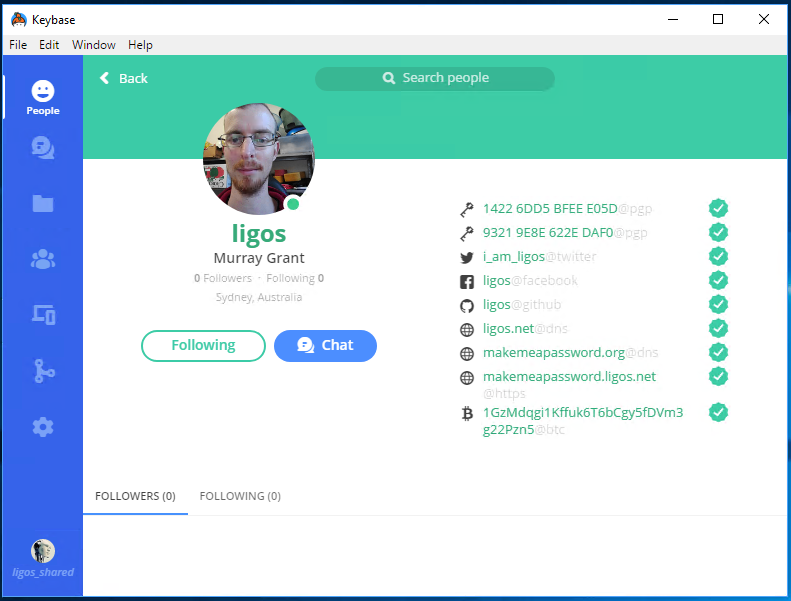 Keybase
File Edit Window Help
Back
Search people
People
ligos
Murray Grant
0 Followers · Following 0
Sydney, Australia
Following
Chat
1422 6DD5 BFEE E05D@pgp
9321 9E8E 622E DAF0@pgp
i_am_ligos@twitter
ligos@facebook
ligos@github
ligos.net@dns
makemeapassword.org@dns
makemeapassword.ligos.net
@https
1GzMdqgi1Kffuk6T6bCgy5fDVm3
g22Pzn5@btc
FOLLOWERS (0) FOLLOWING (0)
ligos_shared